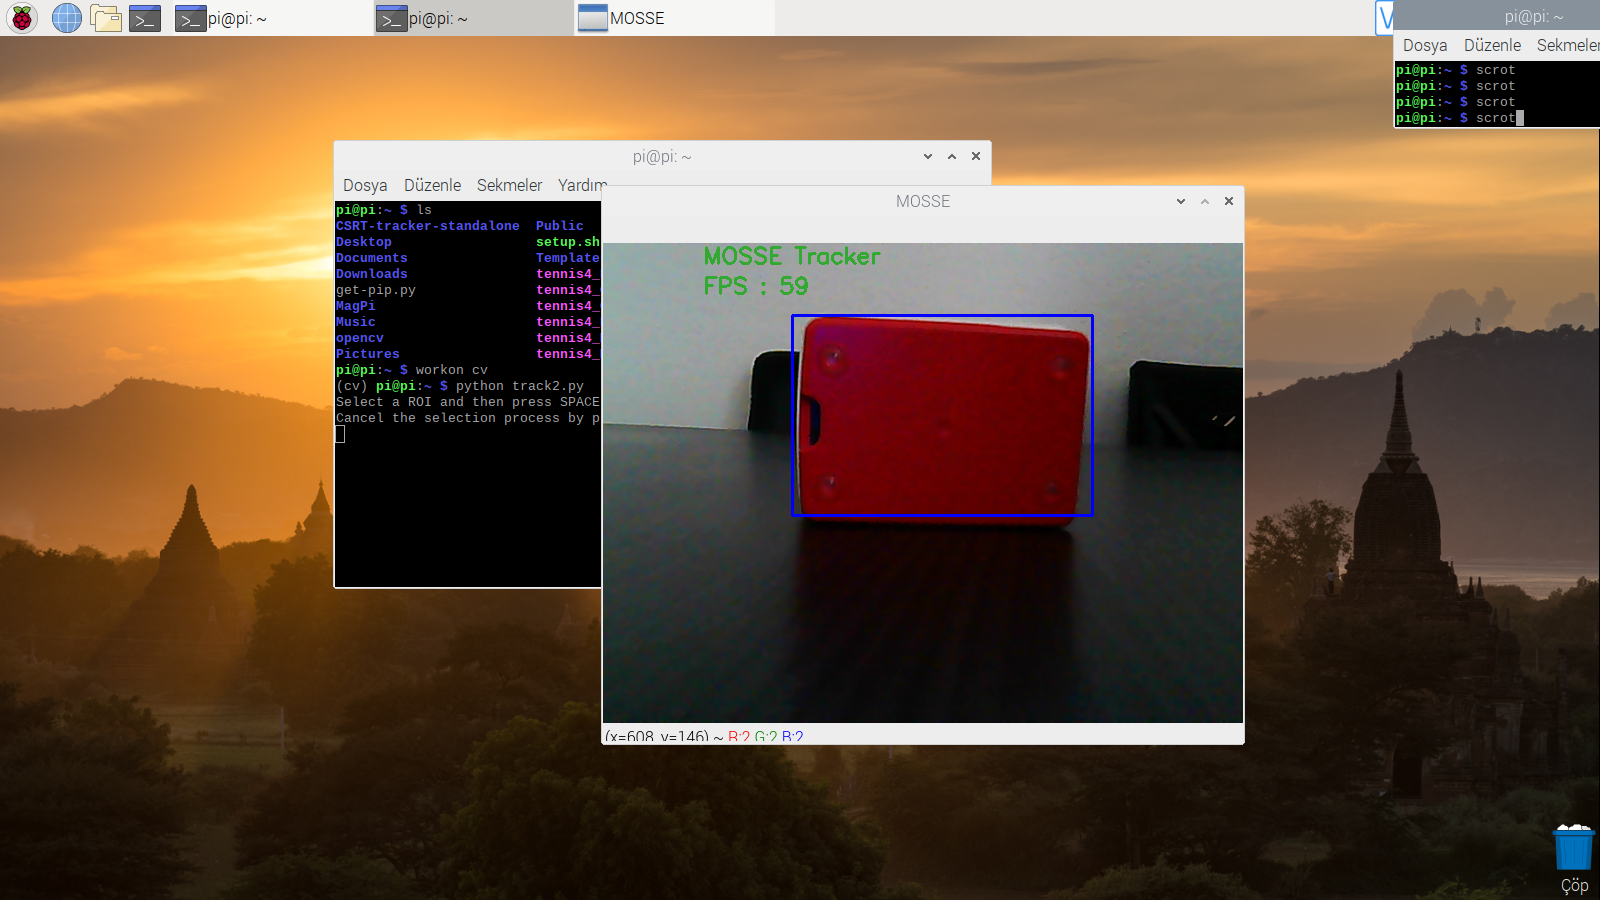 pi@pi: ~
pi@pi: ~
MOSSE
pi@pi: ~
Dosya Düzenle
pi@pi:~ $ scrot
pi@pi:~ $ scrot
pi@pi:~ $ scrot
pi@pi:~ $ scrot
pi@pi: ~
Dosya Düzenle Sekmeler
pi@pi:~ $ ls
CSRT-tracker-standalone Public
Desktop setup.sh
Documents
Downloads tennis4_
get-pip.py tennis4_
MagPi tennis4_
Music tennis4_
opencv tennis4_
Pictures tennis4_
pi@pi:~ $ workon cv
(cv) pi@pi:~ $ python track2.py
Select a ROI and then press SPACE
Cancel the selection process by p
MOSSE
MOSSE Tracker
FPS : 59
(x=608, y=146) ~ R:2 G:2 B:2
Çöp